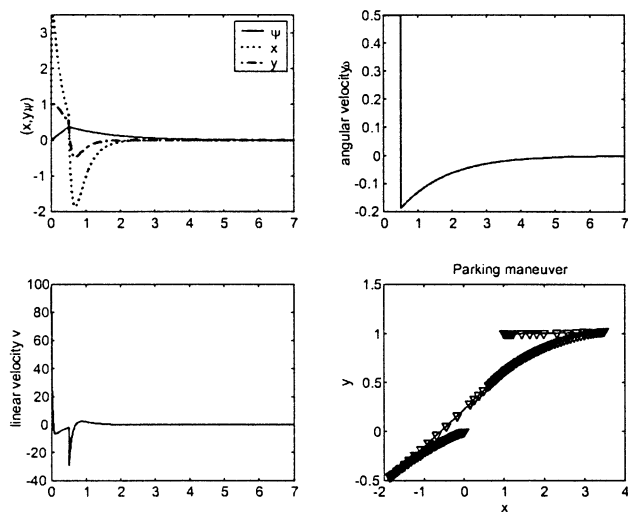 3
2
1
0
-1
-2
0 1 2 3 4 5 6 7
(x,y,ψ)
ψ
x
y
0.5
0.4
0.3
0.2
0.1
0
-0.1
-0.2
0 1 2 3 4 5 6 7
angular velocity ω
100
80
60
40
20
0
-20
-40
0 1 2 3 4 5 6 7
linear velocity v
Parking maneuver
1.5
1
0.5
0
-0.5
-2 -1 0 1 2 3 4
y
x